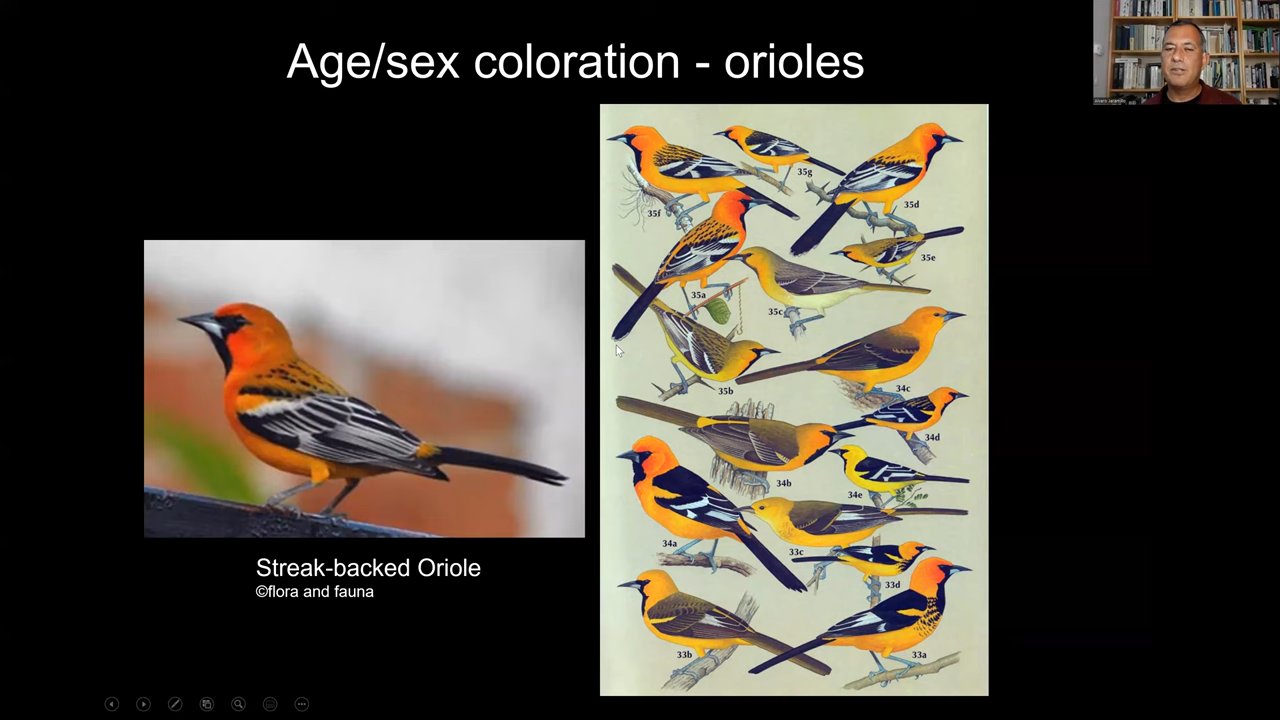 Age/sex coloration - orioles
35g
35f
35d
35e
35a
35c
35b
34c
34d
34b
34e
34a
33c
33d
33b
33a
Streak-backed Oriole
©flora and fauna